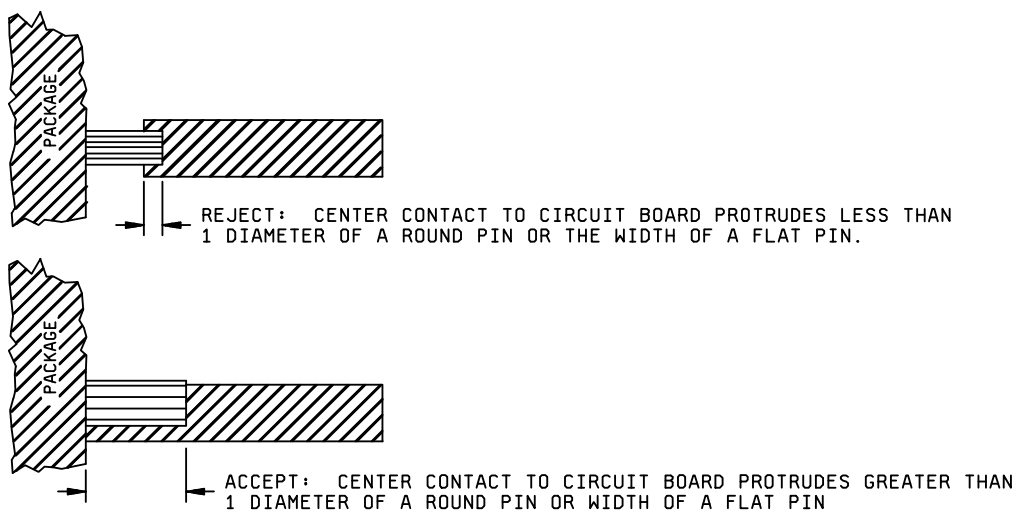 PACKAGE
REJECT: CENTER CONTACT TO CIRCUIT BOARD PROTRUDES LESS THAN
1 DIAMETER OF A ROUND PIN OR THE WIDTH OF A FLAT PIN.
PACKAGE
ACCEPT: CENTER CONTACT TO CIRCUIT BOARD PROTRUDES GREATER THAN
1 DIAMETER OF A ROUND PIN OR WIDTH OF A FLAT PIN